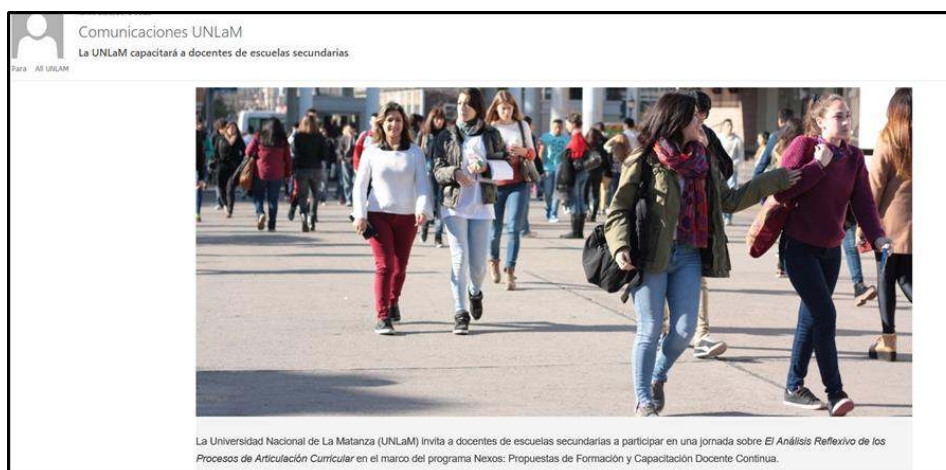 Comunicaciones UNLaM
La UNLaM capacitará a docentes de escuelas secundarias
Para All UNLAM
La Universidad Nacional de La Matanza (UNLaM) invita a docentes de escuelas secundarias a participar en una jornada sobre El Análisis Reflexivo de los
Procesos de Articulación Curricular en el marco del programa Nexos: Propuestas de Formación y Capacitación Docente Continua.